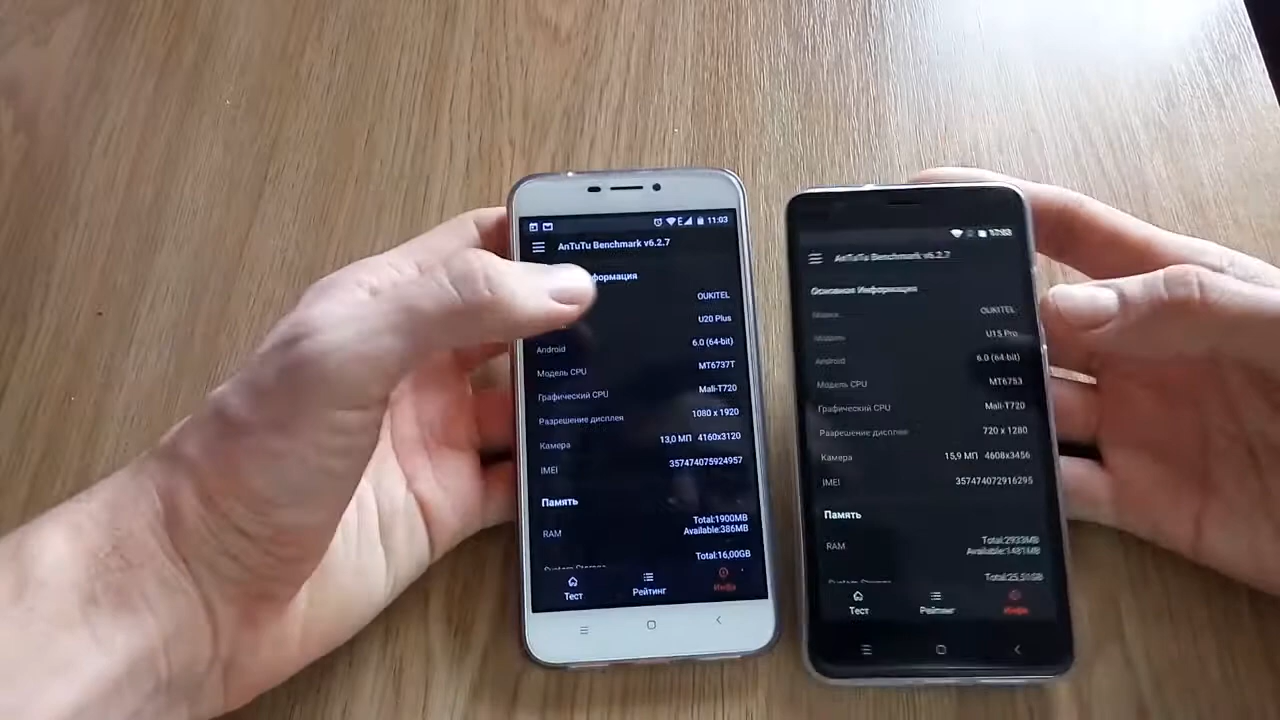 11:03
AnTuTu Benchmark v6.2.7
формация
OUKITEL
U20 Plus
Android 6.0 (64-bit)
Модель CPU MT6737T
Графический CPU Mali-T720
Разрешение дисплея 1080 x 1920
Камера 13,0 МП 4160x3120
IMEI 357474075924957
Память
RAM Total:1900MB
Available:386MB
Total:16,00GB
Тест Рейтинг Инфо
AnTuTu Benchmark v6.2.7
Основная Информация
Марка OUKITEL
Модель U15 Pro
Android 6.0 (64-bit)
Модель CPU MT6753
Графический CPU Mali-T720
Разрешение дисплея 720 x 1280
Камера 15,9 МП 4608x3456
IMEI 357474072916295
Память
RAM Total:2933MB
Available:1481MB
Total:25,51GB
Тест Рейтинг Инфо